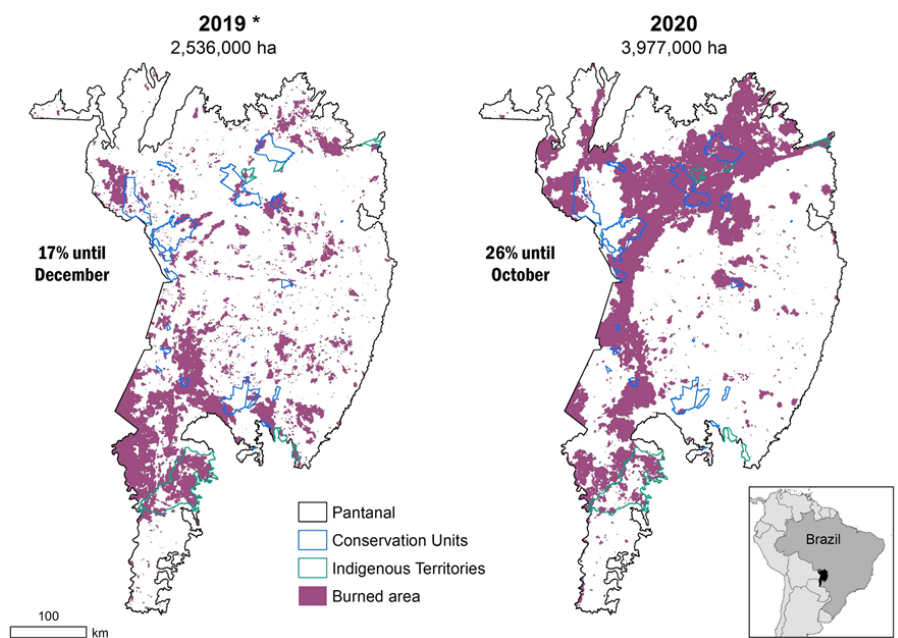 2019 *
2,536,000 ha
2020
3,977,000 ha
17% until
December
26% until
October
Pantanal
Conservation Units
Indigenous Territories
Burned area
Brazil
100
km